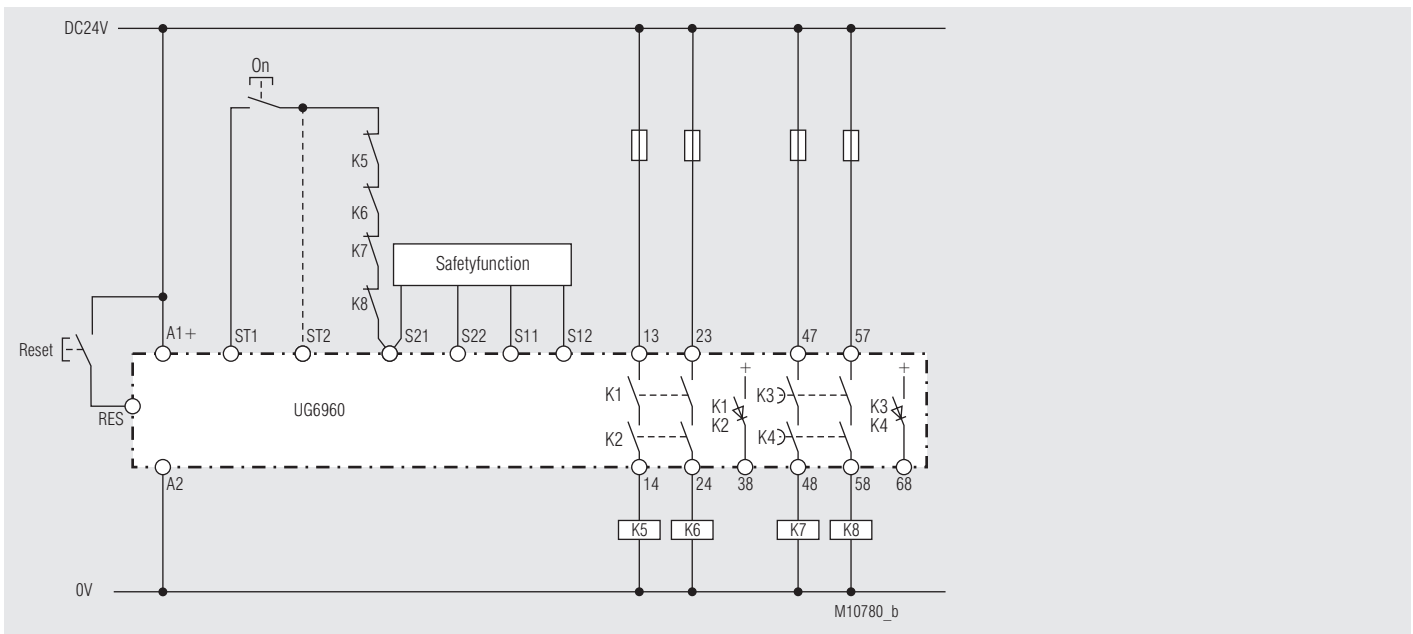 DC24V
On
K5
K6
K7
Safetyfunction
K8
A1+ ST1 ST2 S21 S22 S11 S12 13 23 47 57
Reset
+ +
K1 K3
K1 K3
K2 K4
RES UG6960
K2 K4
A2 14 24 38 48 58 68
K5 K6 K7 K8
0V
M10780_b